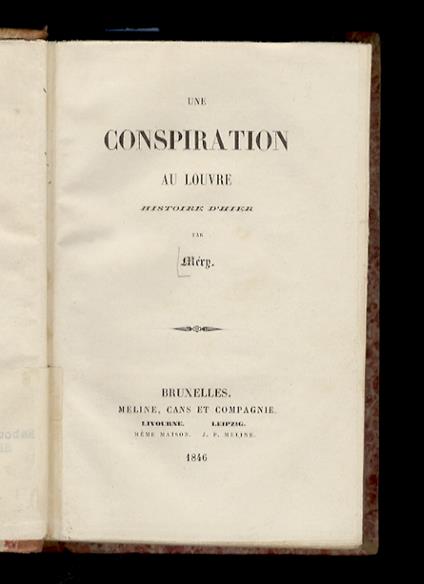 UNE
CONSPIRATION
AU LOUVRE
HISTOIRE D'HIER
PAR
Méry.
BRUXELLES.
MELINE, CANS ET COMPAGNIE.
LIVOURNE. LEIPZIG.
MÊME MAISON. J. P. MELINE.
1846